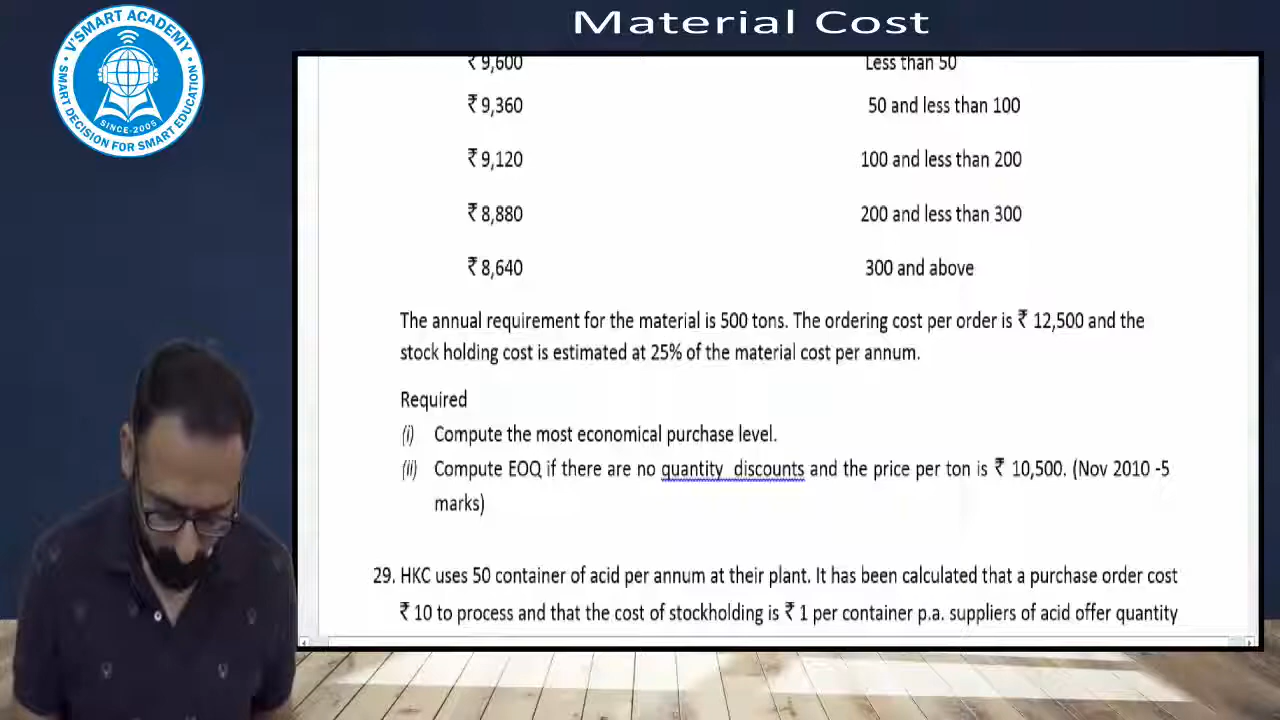 Material Cost
V'SMART ACADEMY
SINCE-2005
SMART DECISION FOR SMART EDUCATION
₹ 9,600 Less than 50
₹ 9,360 50 and less than 100
₹ 9,120 100 and less than 200
₹ 8,880 200 and less than 300
₹ 8,640 300 and above
The annual requirement for the material is 500 tons. The ordering cost per order is ₹ 12,500 and the
stock holding cost is estimated at 25% of the material cost per annum.
Required
(i) Compute the most economical purchase level.
(ii) Compute EOQ if there are no quantity discounts and the price per ton is ₹ 10,500. (Nov 2010 -5
marks)
29. HKC uses 50 container of acid per annum at their plant. It has been calculated that a purchase order cost
₹ 10 to process and that the cost of stockholding is ₹ 1 per container p.a. suppliers of acid offer quantity